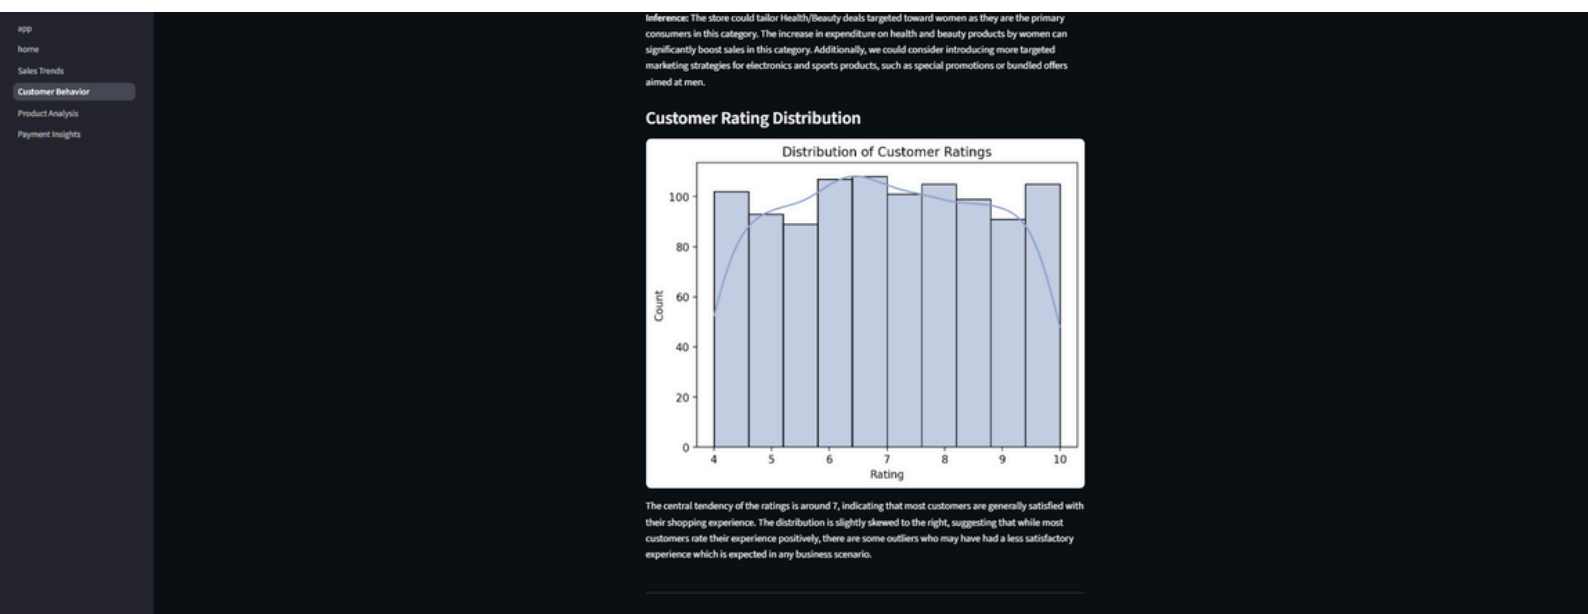 app
home
Sales Trends
Customer Behavior
Product Analysis
Payment Insights
Inference: The store could tailor Health/Beauty deals targeted toward women as they are the primary
consumers in this category. The increase in expenditure on health and beauty products by women can
significantly boost sales in this category. Additionally, we could consider introducing more targeted
marketing strategies for electronics and sports products, such as special promotions or bundled offers
aimed at men.
Customer Rating Distribution
Distribution of Customer Ratings
100
80
60
40
20
0
Count
4 5 6 7 8 9 10
Rating
The central tendency of the ratings is around 7, indicating that most customers are generally satisfied with
their shopping experience. The distribution is slightly skewed to the right, suggesting that while most
customers rate their experience positively, there are some outliers who may have had a less satisfactory
experience which is expected in any business scenario.